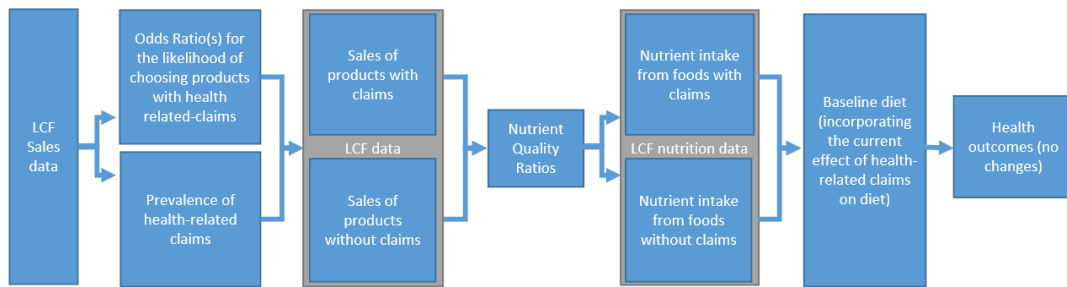 LCF
Sales
data
Odds Ratio(s) for
the likelihood of
choosing products
with health
related-claims
Prevalence of
health-related
claims
Sales of
products with
claims
LCF data
Sales of
products
without claims
Nutrient
Quality
Ratios
Nutrient intake
from foods with
claims
LCF nutrition data
Nutrient intake
from foods
without claims
Baseline diet
(incorporating
the current
effect of health-
related claims
on diet)
Health
outcomes (no
changes)